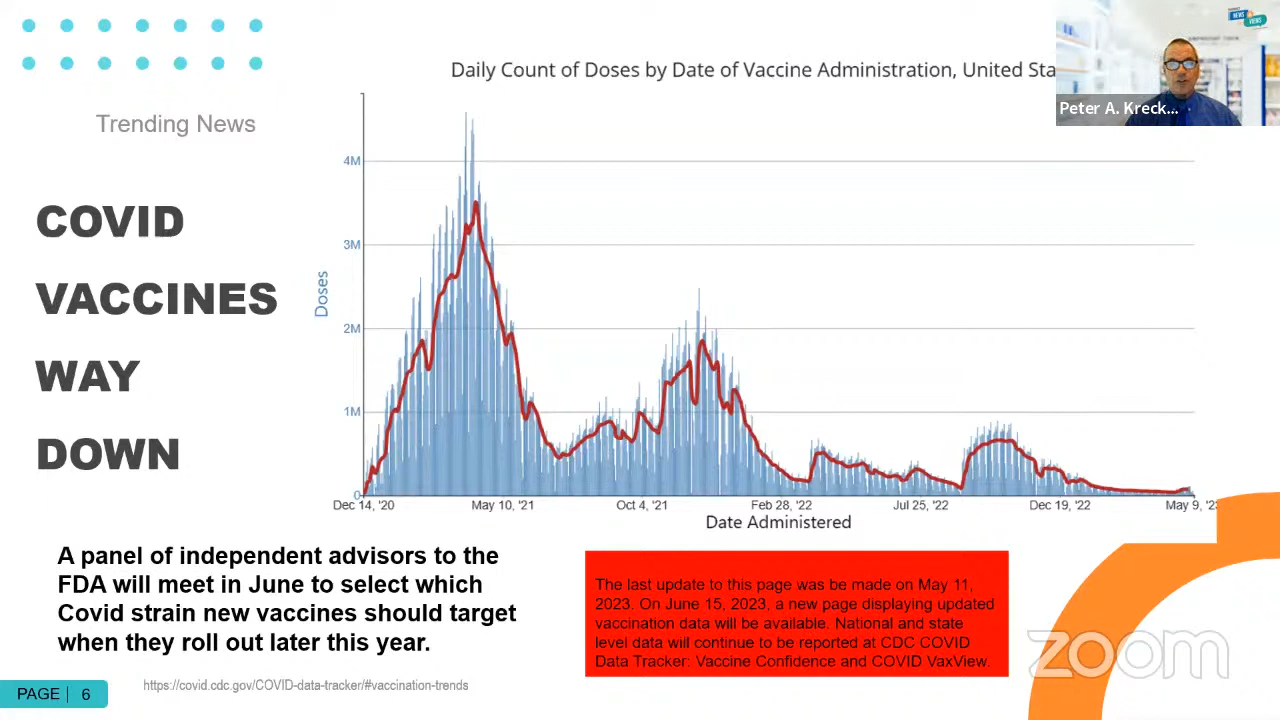 Trending News
COVID
VACCINES
WAY
DOWN
Daily Count of Doses by Date of Vaccine Administration, United Sta
NEWS
VIEWS
Peter A. Kreck...
Doses
4M
3M
2M
1M
0
Dec 14, '20
May 10, '21
Oct 4, '21
Feb 28, '22
Jul 25, '22
Dec 19, '22
May 9, '23
Date Administered
A panel of independent advisors to the
FDA will meet in June to select which
Covid strain new vaccines should target
when they roll out later this year.
The last update to this page was be made on May 11,
2023. On June 15, 2023, a new page displaying updated
vaccination data will be available. National and state
level data will continue to be reported at CDC COVID
Data Tracker: Vaccine Confidence and COVID VaxView.
zoom
PAGE | 6
https://covid.cdc.gov/COVID-data-tracker/#vaccination-trends